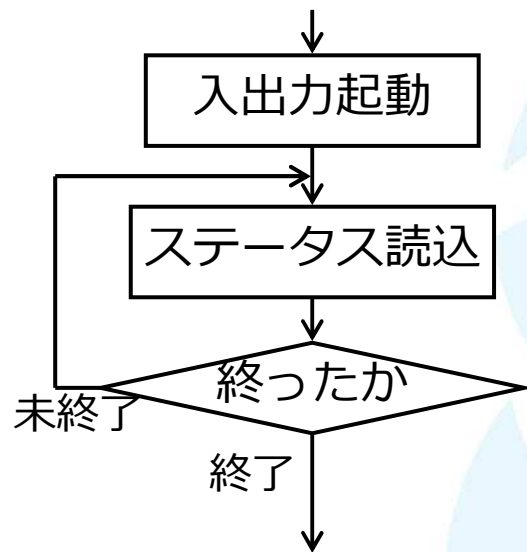 入出力起動
ステータス読込
終ったか
未終了
終了